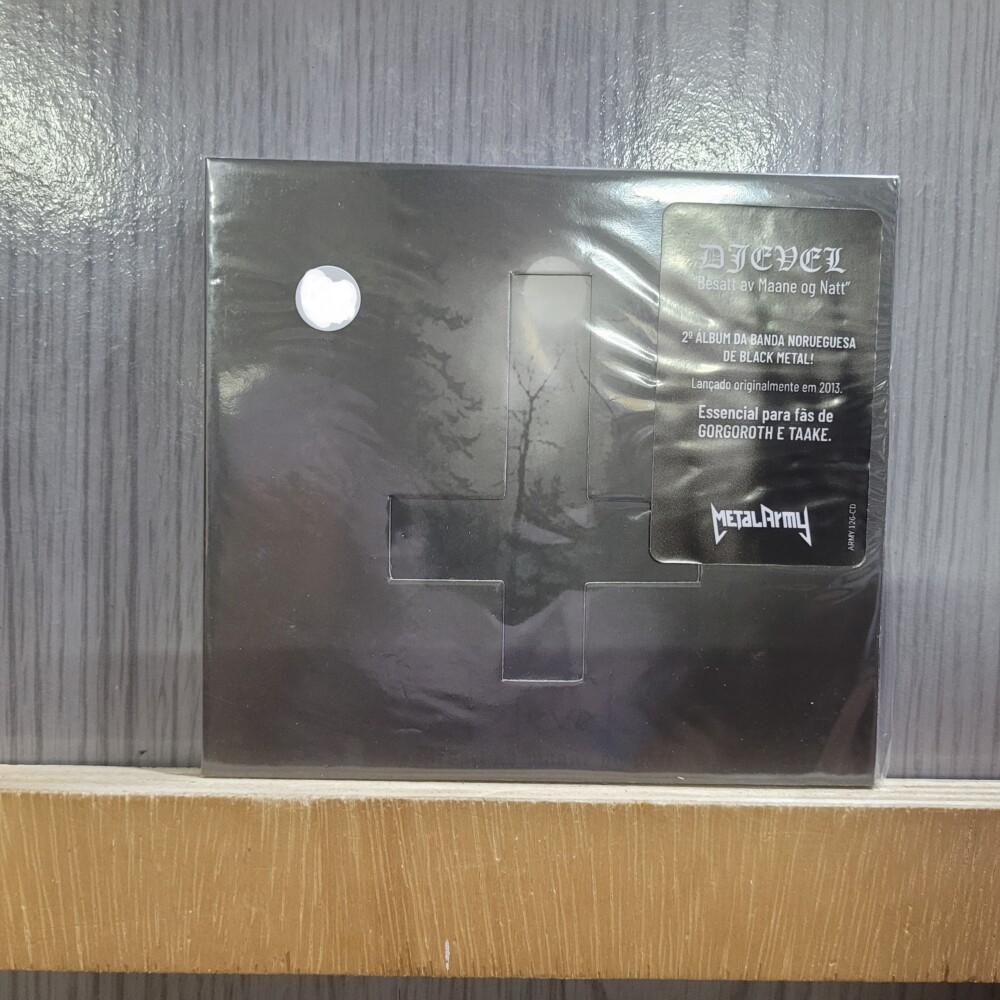 DJEVEL
"Besatt av Maane og Natt"
2º ÁLBUM DA BANDA NORUEGUESA
DE BLACK METAL!
Lançado originalmente em 2013.
Essencial para fãs de
GORGOROTH E TAAKE.
METAL ARMY
ARMY 126-CD